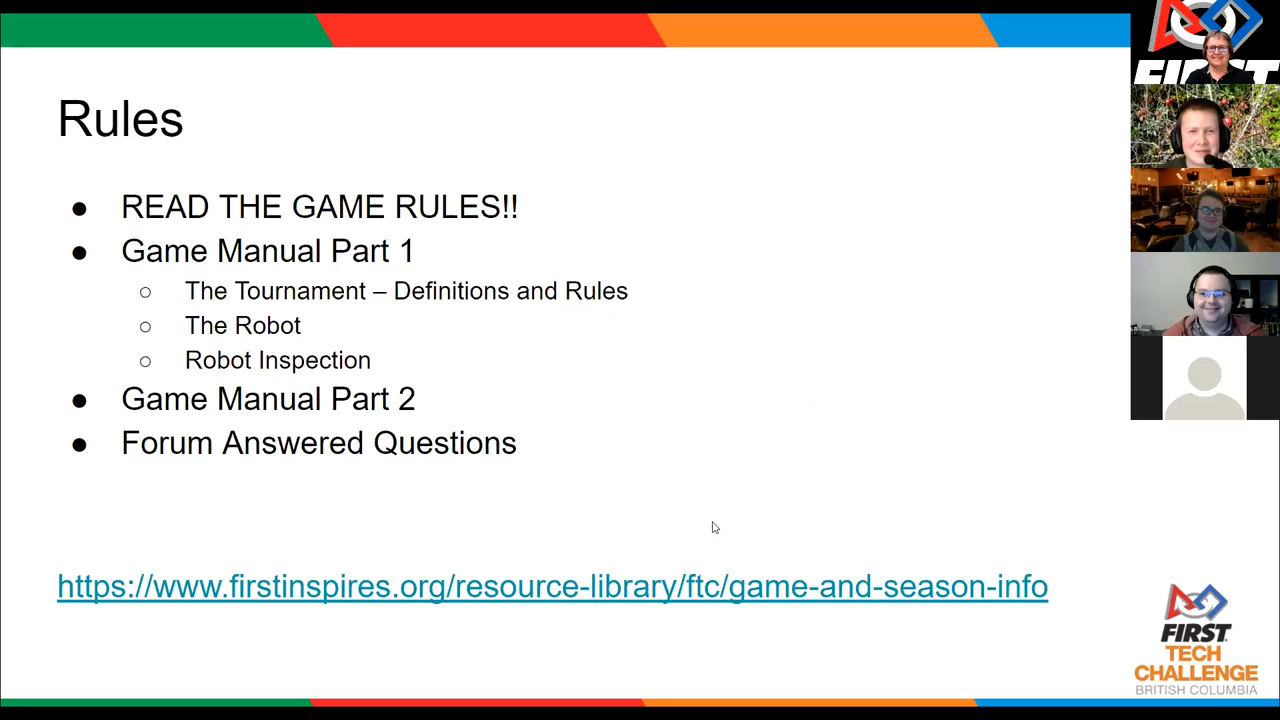 Rules
● READ THE GAME RULES!!
● Game Manual Part 1
○ The Tournament – Definitions and Rules
○ The Robot
○ Robot Inspection
● Game Manual Part 2
● Forum Answered Questions
https://www.firstinspires.org/resource-library/ftc/game-and-season-info
FIRST
FIRST
TECH
CHALLENGE
BRITISH COLUMBIA